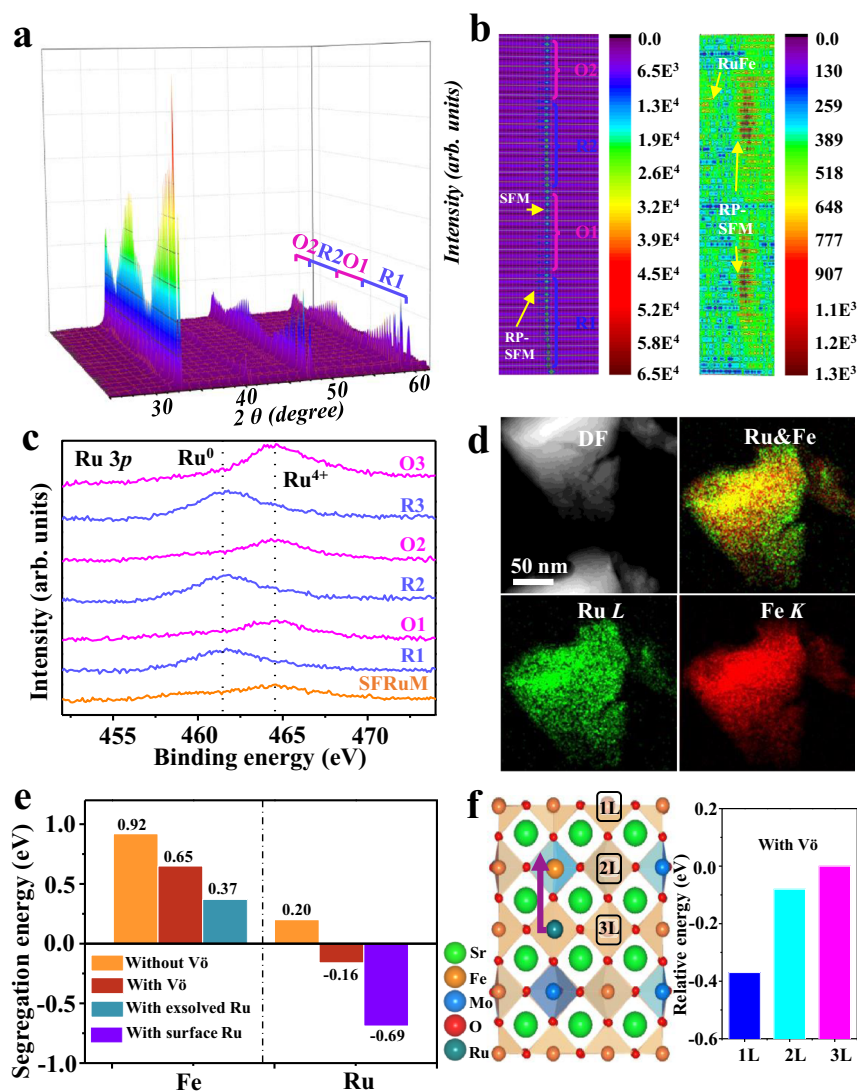 a
O2R2O1 R1
30
40
50
60
2 θ (degree)
b
Intensity (arb. units)
O2
R2
SFM
O1
RP-
SFM
R1
0.0
6.5E³
1.3E⁴
1.9E⁴
2.6E⁴
3.2E⁴
3.9E⁴
4.5E⁴
5.2E⁴
5.8E⁴
6.5E⁴
RuFe
RP-
SFM
0.0
130
259
389
518
648
777
907
1.1E³
1.2E³
1.3E³
c
Ru 3p
Ru⁰
Ru⁴⁺
O3
R3
O2
R2
O1
R1
SFRuM
Intensity (arb. units)
455
460
465
470
Binding energy (eV)
d
DF
50 nm
Ru&Fe
Ru L
Fe K
e
Segregation energy (eV)
1.0
0.5
0.0
-0.5
-1.0
0.92
0.65
0.37
0.20
-0.16
-0.69
Without Vö
With Vö
With exsolved Ru
With surface Ru
Fe
Ru
f
1L
2L
3L
Sr
Fe
Mo
O
Ru
Relative energy (eV)
0.2
0.0
-0.2
-0.4
-0.6
With Vö
1L
2L
3L